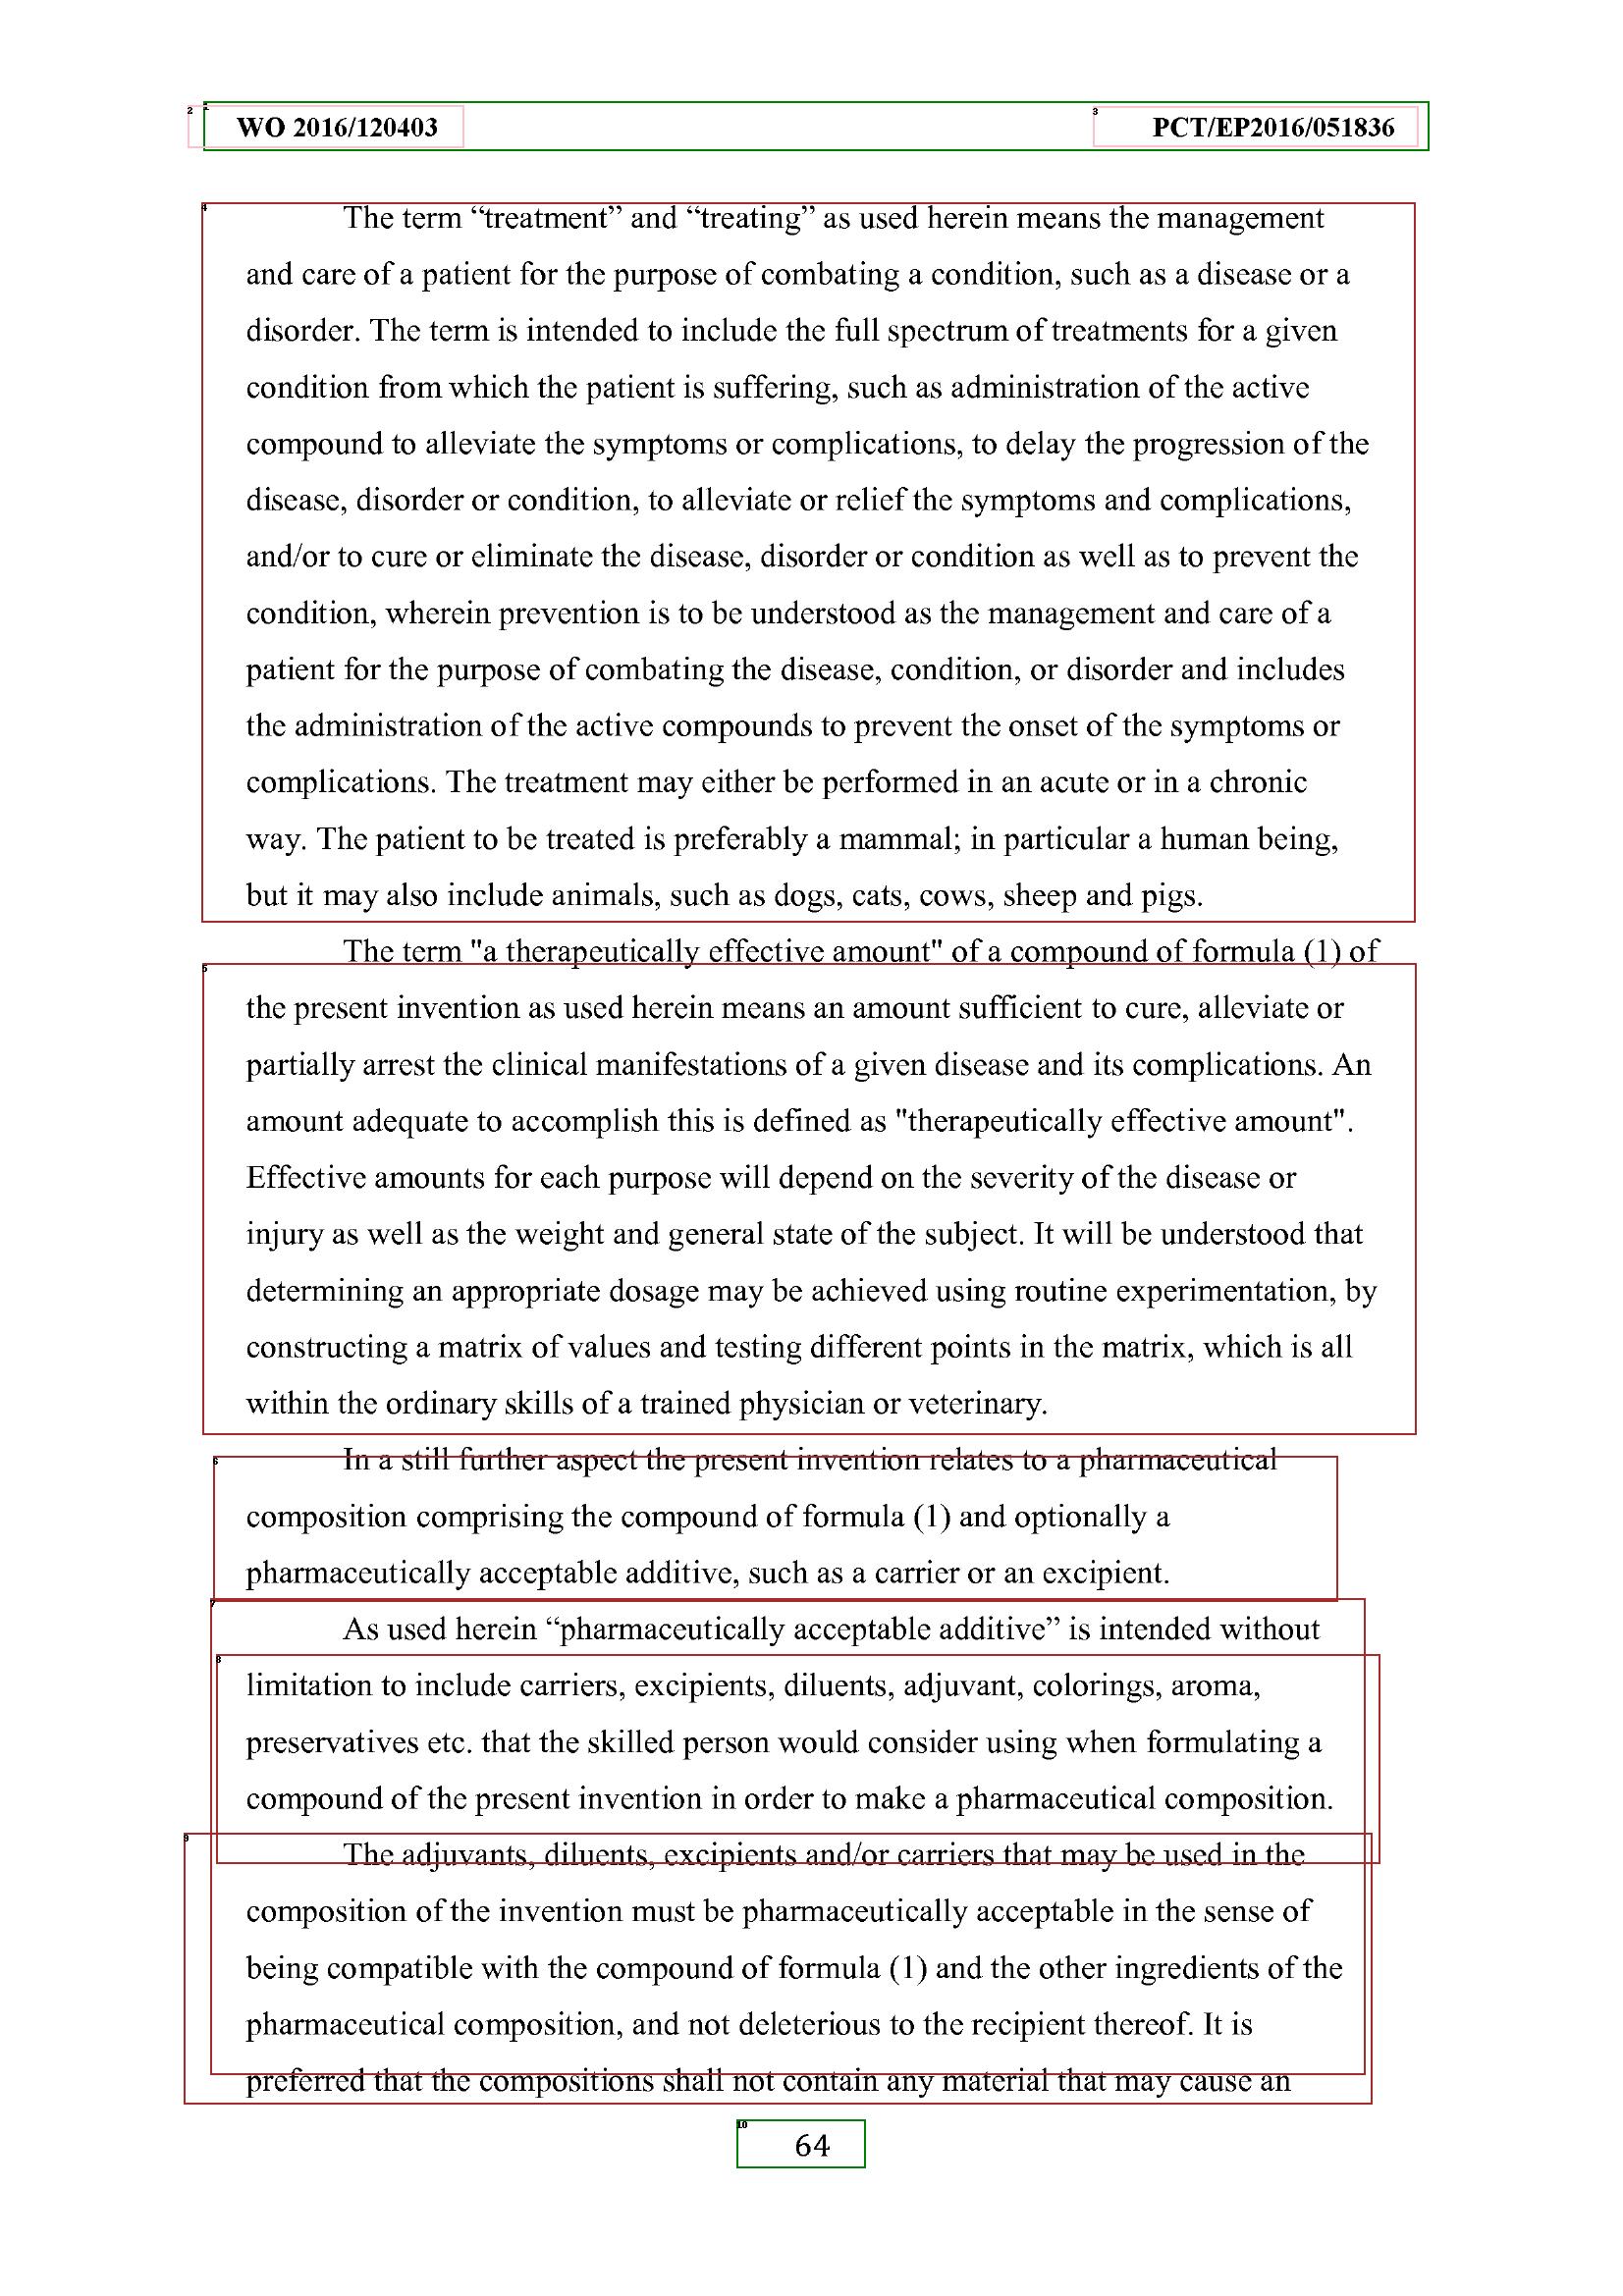 WO 2016/120403 PCT/EP2016/051836
The term “treatment” and “treating” as used herein means the management
and care of a patient for the purpose of combating a condition, such as a disease or a
disorder. The term is intended to include the full spectrum of treatments for a given
condition from which the patient is suffering, such as administration of the active
compound to alleviate the symptoms or complications, to delay the progression of the
disease, disorder or condition, to alleviate or relief the symptoms and complications,
and/or to cure or eliminate the disease, disorder or condition as well as to prevent the
condition, wherein prevention is to be understood as the management and care of a
patient for the purpose of combating the disease, condition, or disorder and includes
the administration of the active compounds to prevent the onset of the symptoms or
complications. The treatment may either be performed in an acute or in a chronic
way. The patient to be treated is preferably a mammal; in particular a human being,
but it may also include animals, such as dogs, cats, cows, sheep and pigs.
The term "a therapeutically effective amount" of a compound of formula (1) of
the present invention as used herein means an amount sufficient to cure, alleviate or
partially arrest the clinical manifestations of a given disease and its complications. An
amount adequate to accomplish this is defined as "therapeutically effective amount".
Effective amounts for each purpose will depend on the severity of the disease or
injury as well as the weight and general state of the subject. It will be understood that
determining an appropriate dosage may be achieved using routine experimentation, by
constructing a matrix of values and testing different points in the matrix, which is all
within the ordinary skills of a trained physician or veterinary.
In a still further aspect the present invention relates to a pharmaceutical
composition comprising the compound of formula (1) and optionally a
pharmaceutically acceptable additive, such as a carrier or an excipient.
As used herein “pharmaceutically acceptable additive” is intended without
limitation to include carriers, excipients, diluents, adjuvant, colorings, aroma,
preservatives etc. that the skilled person would consider using when formulating a
compound of the present invention in order to make a pharmaceutical composition.
The adjuvants, diluents, excipients and/or carriers that may be used in the
composition of the invention must be pharmaceutically acceptable in the sense of
being compatible with the compound of formula (1) and the other ingredients of the
pharmaceutical composition, and not deleterious to the recipient thereof. It is
preferred that the compositions shall not contain any material that may cause an
64